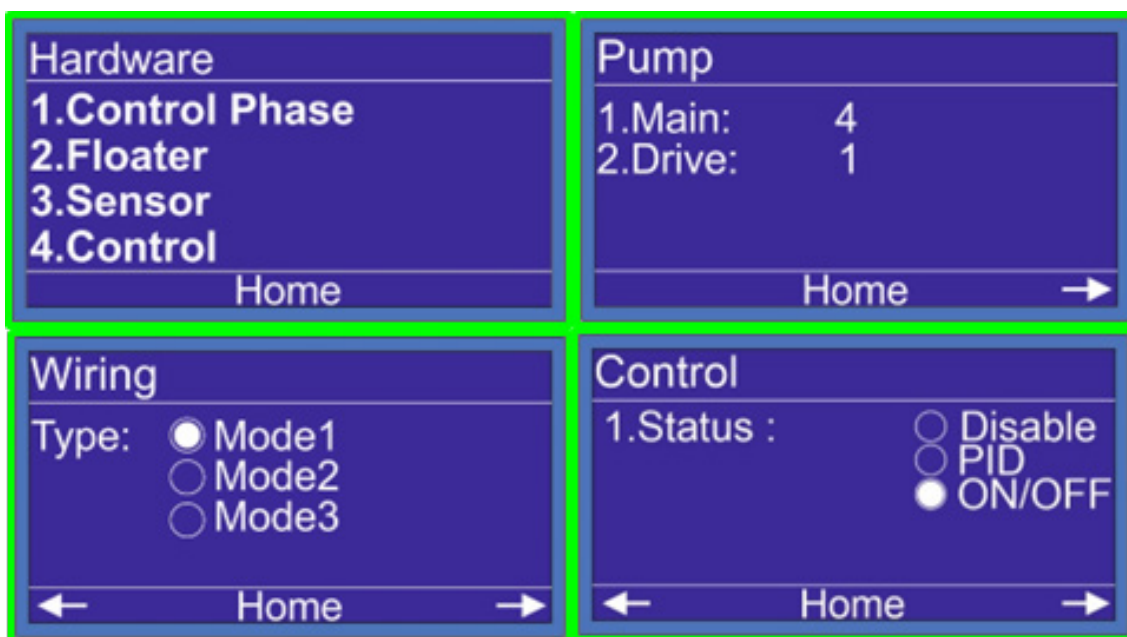 Hardware
1.Control Phase
2.Floater
3.Sensor
4.Control
Home
Pump
1.Main: 4
2.Drive: 1
Home
Wiring
Type: Mode1
Mode2
Mode3
Home
Control
1.Status : Disable
PID
ON/OFF
Home